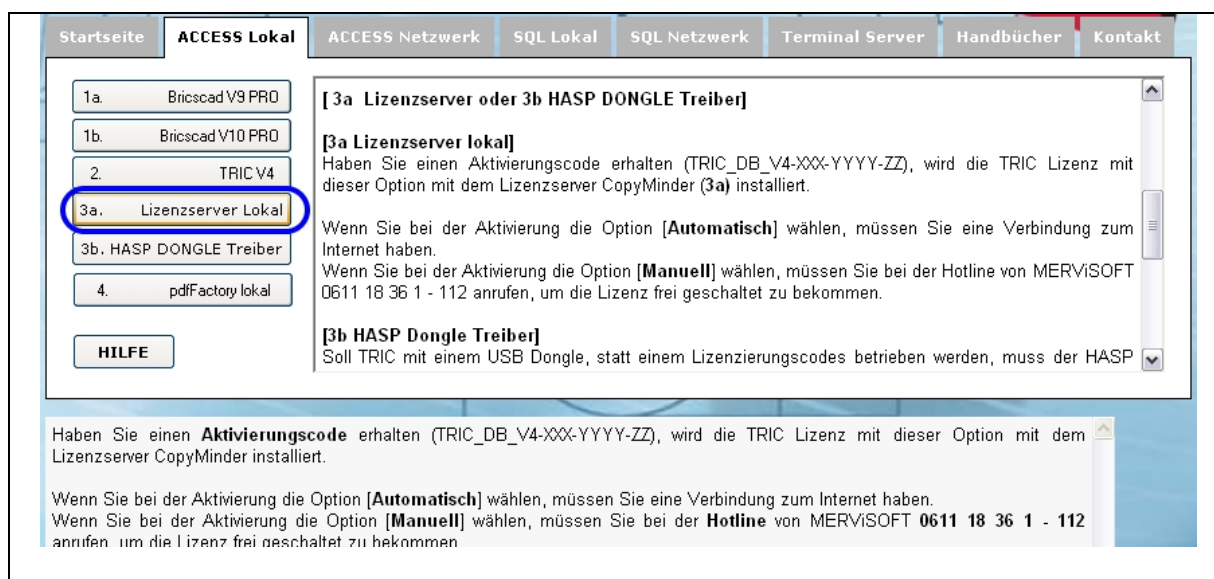 Startseite ACCESS Lokal ACCESS Netzwerk SQL Lokal SQL Netzwerk Terminal Server Handbücher Kontakt
1a. Bricscad V9 PRO
1b. Bricscad V10 PRO
2. TRIC V4
3a. Lizenzserver Lokal
3b. HASP DONGLE Treiber
4. pdfFactory lokal
HILFE
[ 3a Lizenzserver oder 3b HASP DONGLE Treiber]
[3a Lizenzserver lokal]
Haben Sie einen Aktivierungscode erhalten (TRIC_DB_V4-XXX-YYYY-ZZ), wird die TRIC Lizenz mit
dieser Option mit dem Lizenzserver CopyMinder (3a) installiert.
Wenn Sie bei der Aktivierung die Option [Automatisch] wählen, müssen Sie eine Verbindung zum
Internet haben.
Wenn Sie bei der Aktivierung die Option [Manuell] wählen, müssen Sie bei der Hotline von MERViSOFT
0611 18 36 1 - 112 anrufen, um die Lizenz frei geschaltet zu bekommen.
[3b HASP Dongle Treiber]
Soll TRIC mit einem USB Dongle, statt einem Lizenzierungscodes betrieben werden, muss der HASP
Haben Sie einen Aktivierungscode erhalten (TRIC_DB_V4-XXX-YYYY-ZZ), wird die TRIC Lizenz mit dieser Option mit dem
Lizenzserver CopyMinder installiert.
Wenn Sie bei der Aktivierung die Option [Automatisch] wählen, müssen Sie eine Verbindung zum Internet haben.
Wenn Sie bei der Aktivierung die Option [Manuell] wählen, müssen Sie bei der Hotline von MERViSOFT 0611 18 36 1 - 112
anrufen, um die Lizenz frei geschaltet zu bekommen